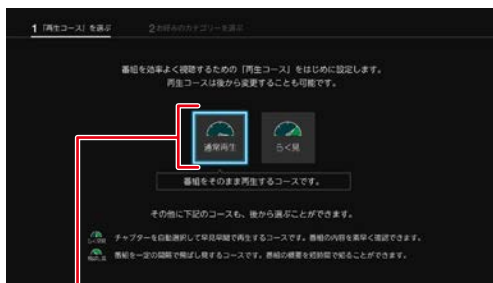 1 「再生コース」を選ぶ
2 お好みのカテゴリーを選ぶ
番組を効率よく視聴するための「再生コース」をはじめに設定します。
再生コースは後から変更することも可能です。
通常再生
らく見
番組をそのまま再生するコースです。
その他に下記のコースも、後から選ぶことができます。
らく早見
チャプターを自動選択して早見早聞で再生するコースです。番組の内容を素早く確認できます。
飛ばし見
番組を一定の間隔で飛ばし見するコースです。番組の概要を短時間で知ることができます。